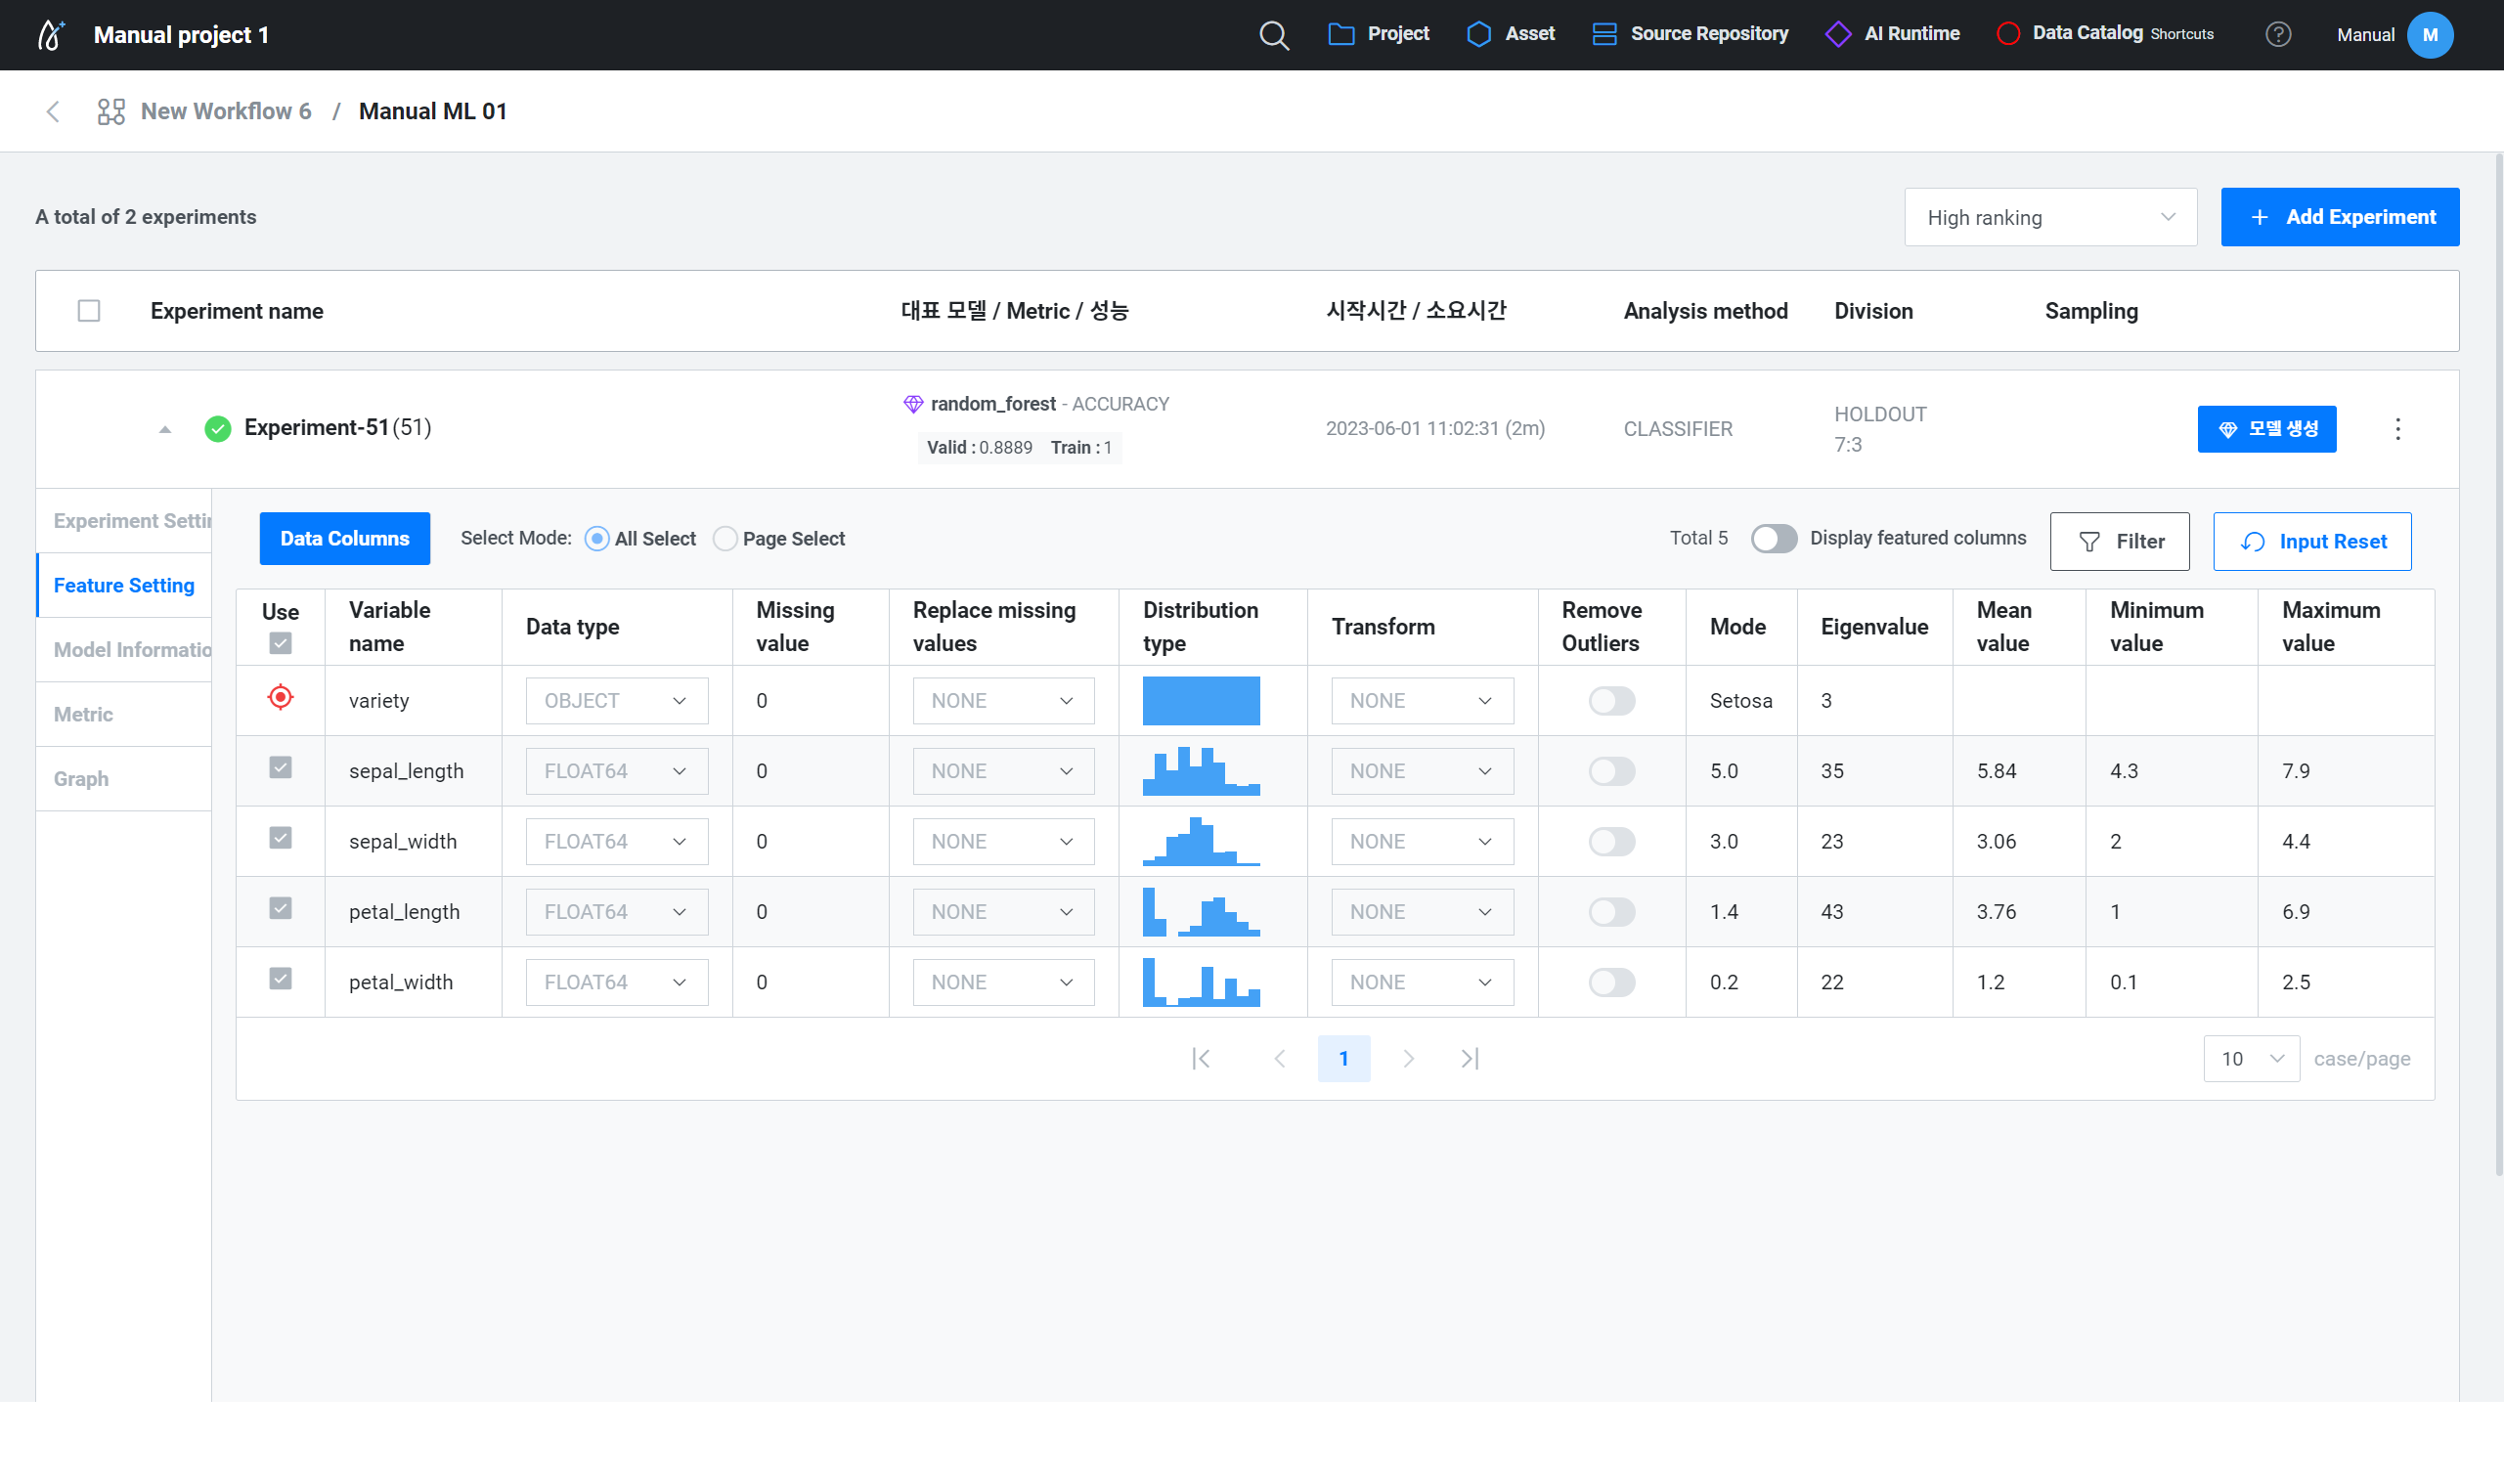 Manual project 1
Project
Asset
Source Repository
AI Runtime
Data Catalog Shortcuts
?
Manual
M
New Workflow 6 / Manual ML 01
A total of 2 experiments
High ranking
+ Add Experiment
Experiment name
대표 모델 / Metric / 성능
시작시간 / 소요시간
Analysis method
Division
Sampling
Experiment-51(51)
random_forest - ACCURACY
Valid : 0.8889 Train : 1
2023-06-01 11:02:31 (2m)
CLASSIFIER
HOLDOUT
7:3
모델 생성
Experiment Settin
Feature Setting
Model Informatio
Metric
Graph
Data Columns
Select Mode: All Select Page Select
Total 5
Display featured columns
Filter
Input Reset
Use
Variable name
Data type
Missing value
Replace missing values
Distribution type
Transform
Remove Outliers
Mode
Eigenvalue
Mean value
Minimum value
Maximum value
variety OBJECT 0 NONE NONE Setosa 3
sepal_length FLOAT64 0 NONE NONE 5.0 35 5.84 4.3 7.9
sepal_width FLOAT64 0 NONE NONE 3.0 23 3.06 2 4.4
petal_length FLOAT64 0 NONE NONE 1.4 43 3.76 1 6.9
petal_width FLOAT64 0 NONE NONE 0.2 22 1.2 0.1 2.5
1
10 case/page